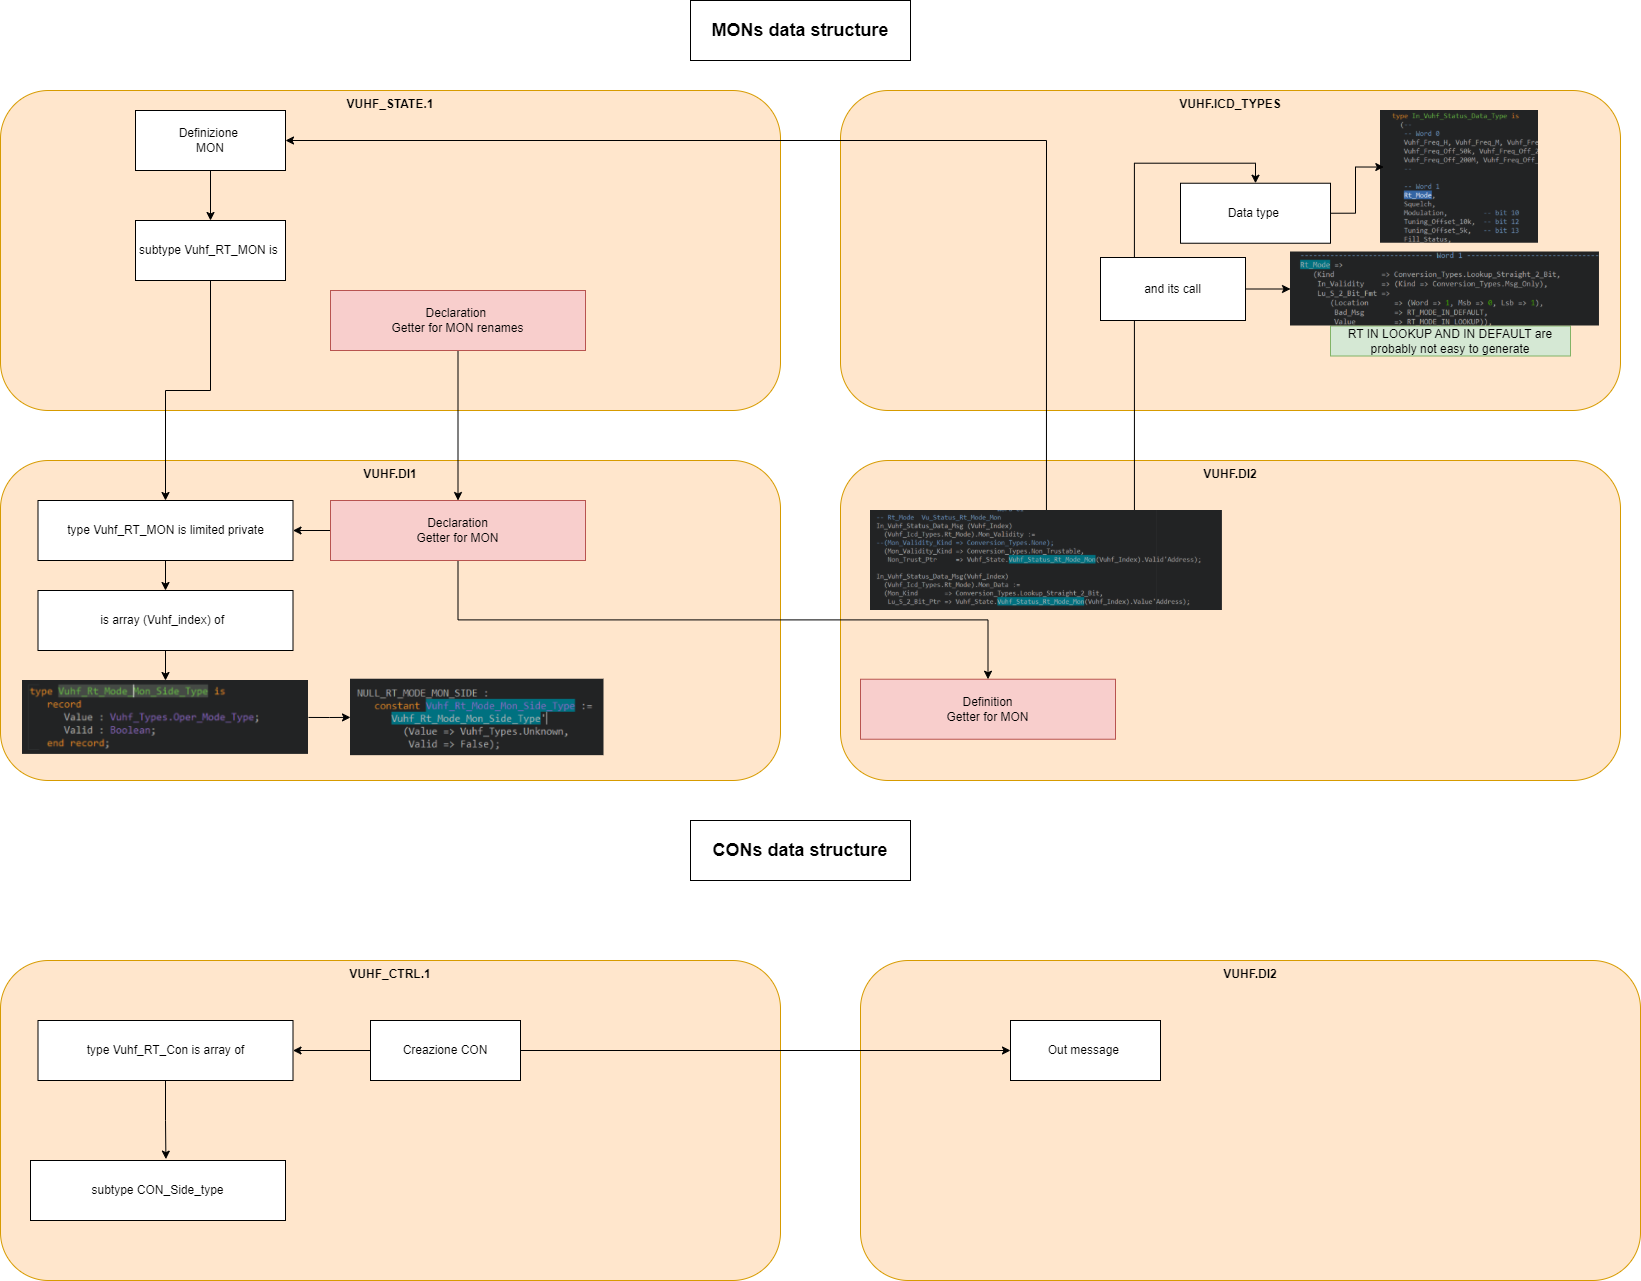 MONs data structure
VUHF_STATE.1
Definizione
MON
subtype Vuhf_RT_MON is
Declaration
Getter for MON renames
VUHF.ICD_TYPES
type In_Vuhf_Status_Data_Type is
(--
-- Word 0
Vuhf_Freq_H, Vuhf_Freq_M, Vuhf_Fre
Vuhf_Freq_Off_50k, Vuhf_Freq_Off_2
Vuhf_Freq_Off_200M, Vuhf_Freq_Off_
--
-- Word 1
Rt_Mode,
Squelch,
Modulation, -- bit 10
Tuning_Offset_10k, -- bit 12
Tuning_Offset_5k, -- bit 13
Fill_Status,
Data type
and its call
---------------------------------- Word 1 ----------------------------------
Rt_Mode =>
(Kind => Conversion_Types.Lookup_Straight_2_Bit,
In_Validity => (Kind => Conversion_Types.Msg_Only),
Lu_S_2_Bit_Fmt =>
(Location => (Word => 1, Msb => 0, Lsb => 1),
Bad_Msg => RT_MODE_IN_DEFAULT,
Value => RT_MODE_IN_LOOKUP)),
RT IN LOOKUP AND IN DEFAULT are
probably not easy to generate
VUHF.DI1
type Vuhf_RT_MON is limited private
Declaration
Getter for MON
is array (Vuhf_index) of
type Vuhf_Rt_Mode_Mon_Side_Type is
record
Value : Vuhf_Types.Oper_Mode_Type;
Valid : Boolean;
end record;
NULL_RT_MODE_MON_SIDE :
constant Vuhf_Rt_Mode_Mon_Side_Type :=
Vuhf_Rt_Mode_Mon_Side_Type'
(Value => Vuhf_Types.Unknown,
Valid => False);
VUHF.DI2
-- Rt_Mode Vu_Status_Rt_Mode_Mon
In_Vuhf_Status_Data_Msg (Vuhf_Index)
(Vuhf_Icd_Types.Rt_Mode).Mon_Validity :=
--(Mon_Validity_Kind => Conversion_Types.None);
(Mon_Validity_Kind => Conversion_Types.Non_Trustable,
Non_Trust_Ptr => Vuhf_State.Vuhf_Status_Rt_Mode_Mon(Vuhf_Index).Valid'Address);
In_Vuhf_Status_Data_Msg(Vuhf_Index)
(Vuhf_Icd_Types.Rt_Mode).Mon_Data :=
(Mon_Kind => Conversion_Types.Lookup_Straight_2_Bit,
Lu_S_2_Bit_Ptr => Vuhf_State.Vuhf_Status_Rt_Mode_Mon(Vuhf_Index).Value'Address);
Definition
Getter for MON
CONs data structure
VUHF_CTRL.1
type Vuhf_RT_Con is array of
Creazione CON
subtype CON_Side_type
VUHF.DI2
Out message